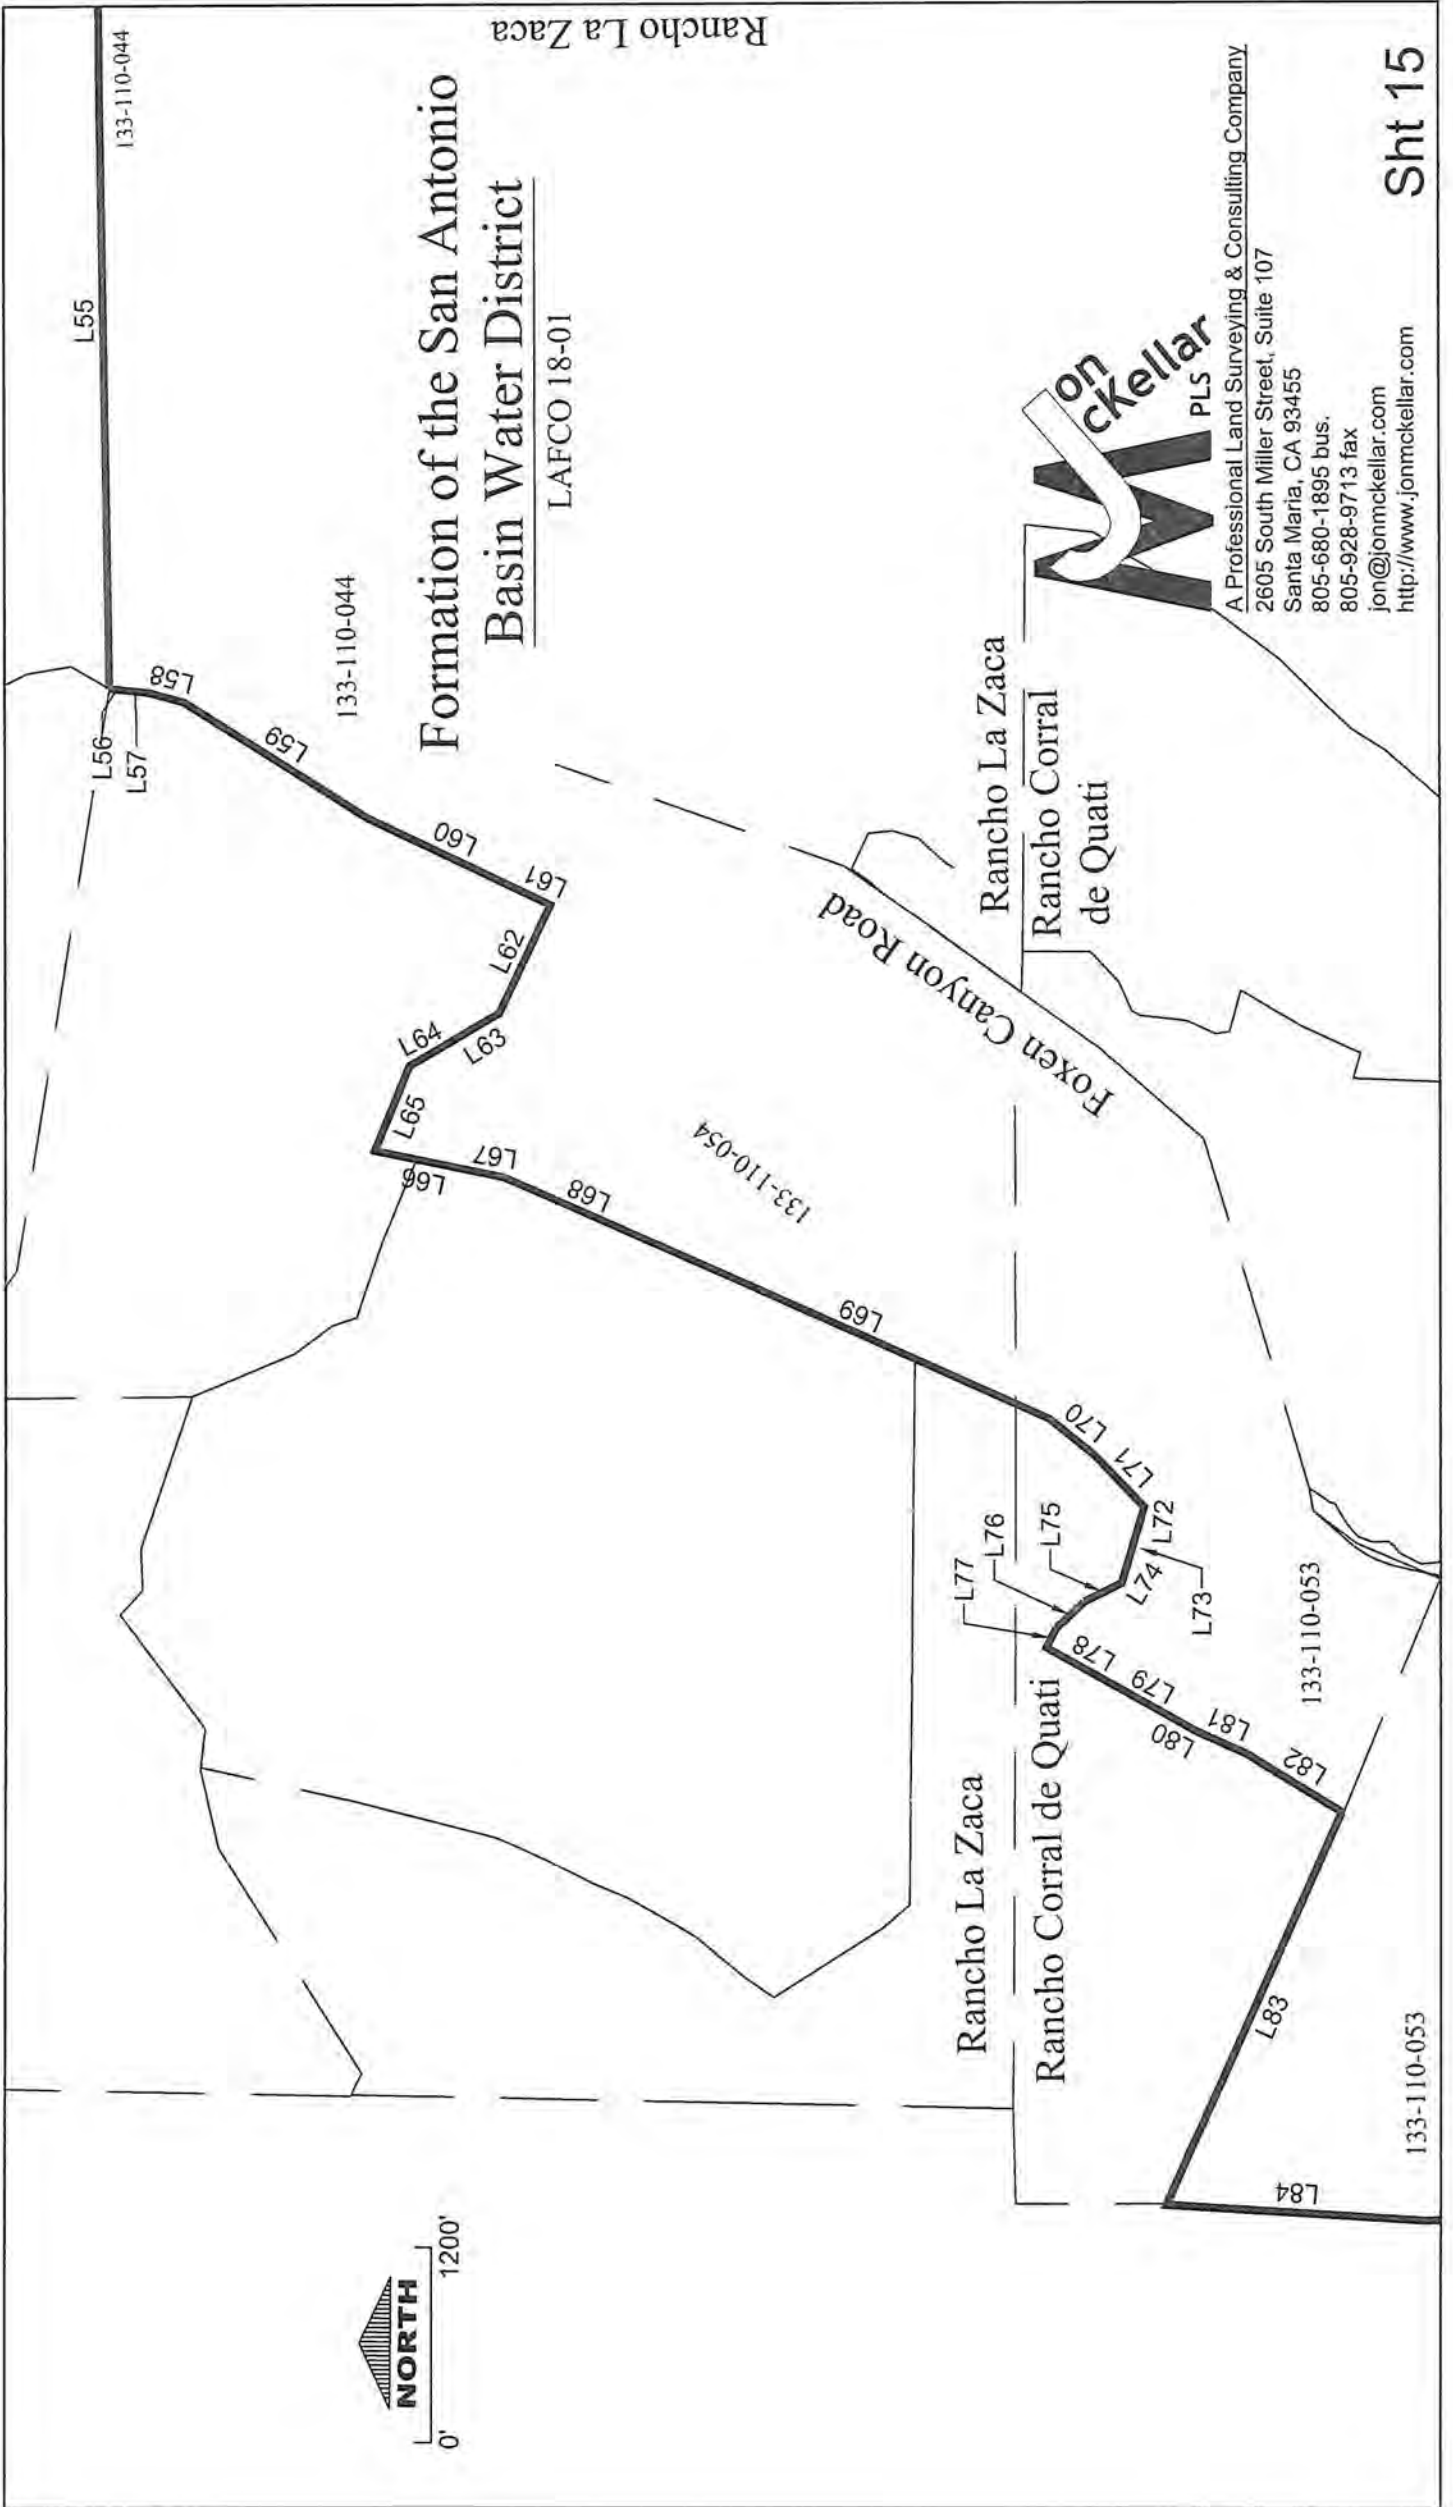 L55
133-110-044
Rancho La Zaca
Formation of the San Antonio
Basin Water District
LAFCO 18-01
L56
L57
L58
L59
133-110-044
L60
L61
L62
L63
L64
L65
L66
L67
L68
L69
Foxen Canyon Road
133-110-054
Rancho La Zaca
Rancho Corral
de Quati
L70
L71
L72
L73
L74
L75
L76
L77
L78
L79
L80
L81
L82
133-110-053
Rancho La Zaca
Rancho Corral de Quati
L83
L84
133-110-053
NORTH
0' 1200'
Jon
McKellar
PLS
A Professional Land Surveying & Consulting Company
2605 South Miller Street, Suite 107
Santa Maria, CA 93455
805-680-1895 bus.
805-928-9713 fax
jon@jonmckellar.com
http://www.jonmckellar.com
Sht 15